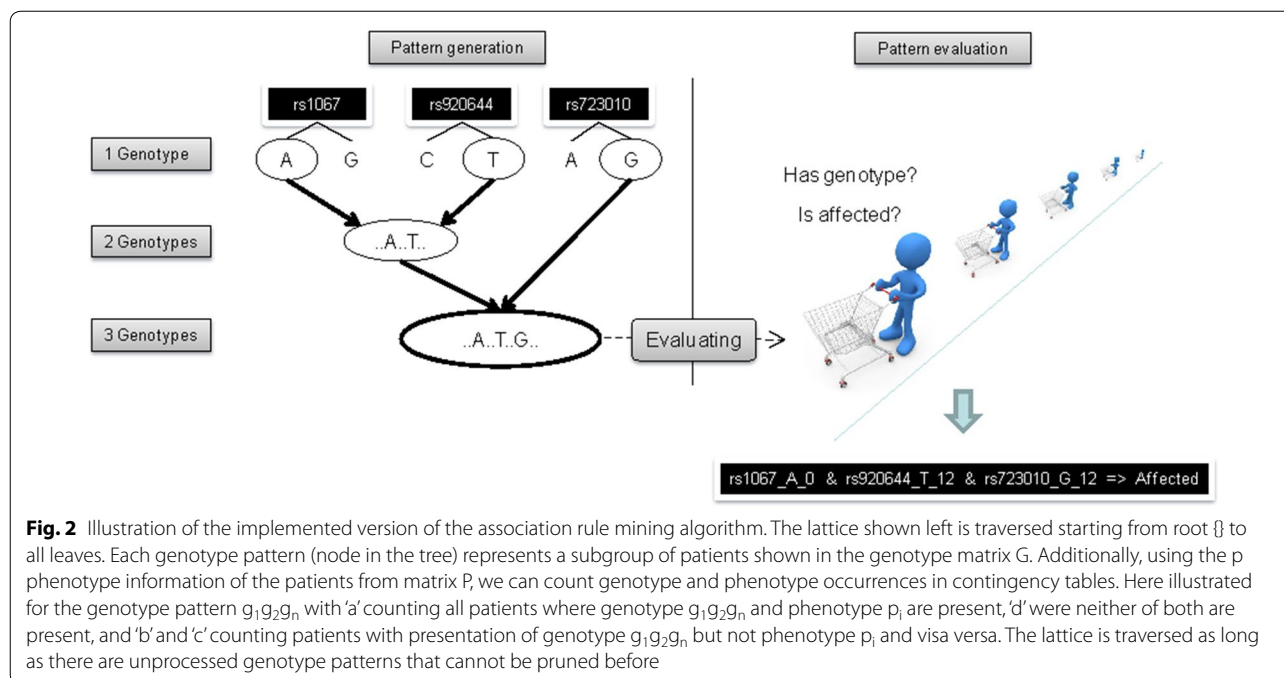 Pattern generation
Pattern evaluation
rs1067
rs920644
rs723010
1 Genotype
A
G
C
T
A
G
Has genotype?
Is affected?
2 Genotypes
..A..T..
3 Genotypes
..A..T..G..
Evaluating
rs1067_A_0 & rs920644_T_12 & rs723010_G_12 => Affected
Fig. 2 Illustration of the implemented version of the association rule mining algorithm. The lattice shown left is traversed starting from root {} to
all leaves. Each genotype pattern (node in the tree) represents a subgroup of patients shown in the genotype matrix G. Additionally, using the p
phenotype information of the patients from matrix P, we can count genotype and phenotype occurrences in contingency tables. Here illustrated
for the genotype pattern g₁g₂gₙ with ‘a’ counting all patients where genotype g₁g₂gₙ and phenotype pᵢ are present, ‘d’ were neither of both are
present, and ‘b’ and ‘c’ counting patients with presentation of genotype g₁g₂gₙ but not phenotype pᵢ and visa versa. The lattice is traversed as long
as there are unprocessed genotype patterns that cannot be pruned before